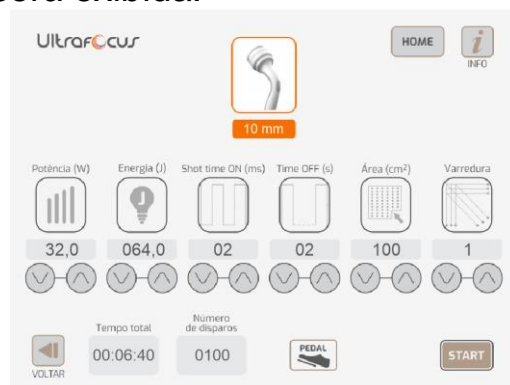 Ultrafocus
HOME
i
INFO
10 mm
Potência (W) Energia (J) Shot time ON (ms) Time OFF (s) Área (cm²) Varredura
J
32,0 064,0 02 02 100 1
Tempo total
Número
de disparos
00:06:40 0100
PEDAL
START
VOLTAR